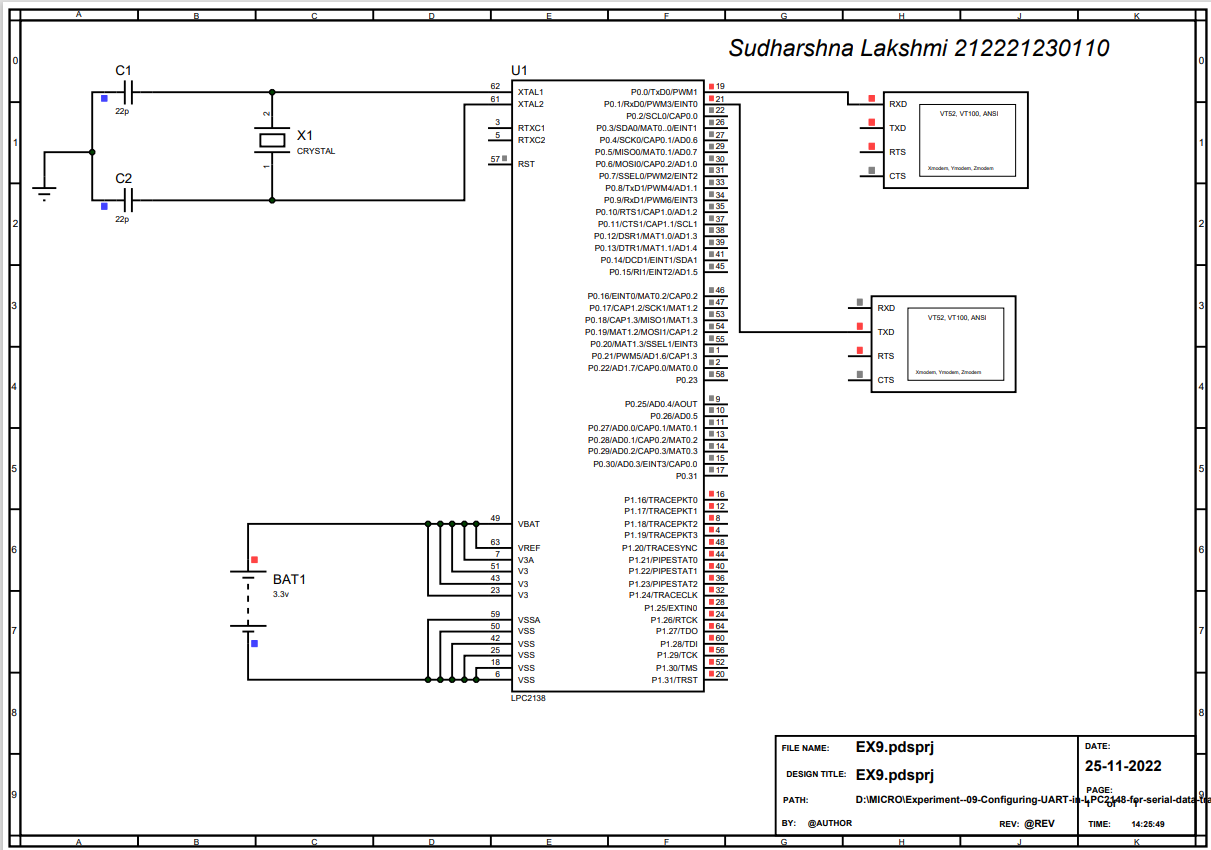 A B C D E F G H J K
Sudharshna Lakshmi 212221230110
0 0
1 1
2 2
3 3
4 4
5 5
6 6
7 7
8 8
9 9
C1
22p
C2
22p
2
X1
CRYSTAL
1
U1
62 XTAL1
61 XTAL2
3 RTXC1
5 RTXC2
57 RST
49 VBAT
63 VREF
7 V3A
51 V3
43 V3
23 V3
59 VSSA
50 VSS
42 VSS
25 VSS
18 VSS
6 VSS
BAT1
3.3v
P0.0/TxD0/PWM1 19
P0.1/RxD0/PWM3/EINT0 21
P0.2/SCL0/CAP0.0 22
P0.3/SDA0/MAT0..0/EINT1 26
P0.4/SCK0/CAP0.1/AD0.6 27
P0.5/MISO0/MAT0.1/AD0.7 29
P0.6/MOSI0/CAP0.2/AD1.0 30
P0.7/SSEL0/PWM2/EINT2 31
P0.8/TxD1/PWM4/AD1.1 33
P0.9/RxD1/PWM6/EINT3 34
P0.10/RTS1/CAP1.0/AD1.2 35
P0.11/CTS1/CAP1.1/SCL1 37
P0.12/DSR1/MAT1.0/AD1.3 38
P0.13/DTR1/MAT1.1/AD1.4 39
P0.14/DCD1/EINT1/SDA1 41
P0.15/RI1/EINT2/AD1.5 45
P0.16/EINT0/MAT0.2/CAP0.2 46
P0.17/CAP1.2/SCK1/MAT1.2 47
P0.18/CAP1.3/MISO1/MAT1.3 53
P0.19/MAT1.2/MOSI1/CAP1.2 54
P0.20/MAT1.3/SSEL1/EINT3 55
P0.21/PWM5/AD1.6/CAP1.3 1
P0.22/AD1.7/CAP0.0/MAT0.0 2
P0.23 58
P0.25/AD0.4/AOUT 9
P0.26/AD0.5 10
P0.27/AD0.0/CAP0.1/MAT0.1 11
P0.28/AD0.1/CAP0.2/MAT0.2 13
P0.29/AD0.2/CAP0.3/MAT0.3 14
P0.30/AD0.3/EINT3/CAP0.0 15
P0.31 17
P1.16/TRACEPKT0 16
P1.17/TRACEPKT1 12
P1.18/TRACEPKT2 8
P1.19/TRACEPKT3 4
P1.20/TRACESYNC 48
P1.21/PIPESTAT0 44
P1.22/PIPESTAT1 40
P1.23/PIPESTAT2 36
P1.24/TRACECLK 32
P1.25/EXTIN0 28
P1.26/RTCK 24
P1.27/TDO 64
P1.28/TDI 60
P1.29/TCK 56
P1.30/TMS 52
P1.31/TRST 20
LPC2138
RXD
TXD
RTS
CTS
VT52, VT100, ANSI
Xmodem, Ymodem, Zmodem
RXD
TXD
RTS
CTS
VT52, VT100, ANSI
Xmodem, Ymodem, Zmodem
FILE NAME: EX9.pdsprj
DESIGN TITLE: EX9.pdsprj
PATH: D:\MICRO\Experiment--09-Configuring-UART-in-LPC2148-for-serial-data-tra
BY: @AUTHOR REV: @REV
DATE:
25-11-2022
PAGE:
1 of 1
TIME: 14:25:49
A B C D E F G H J K